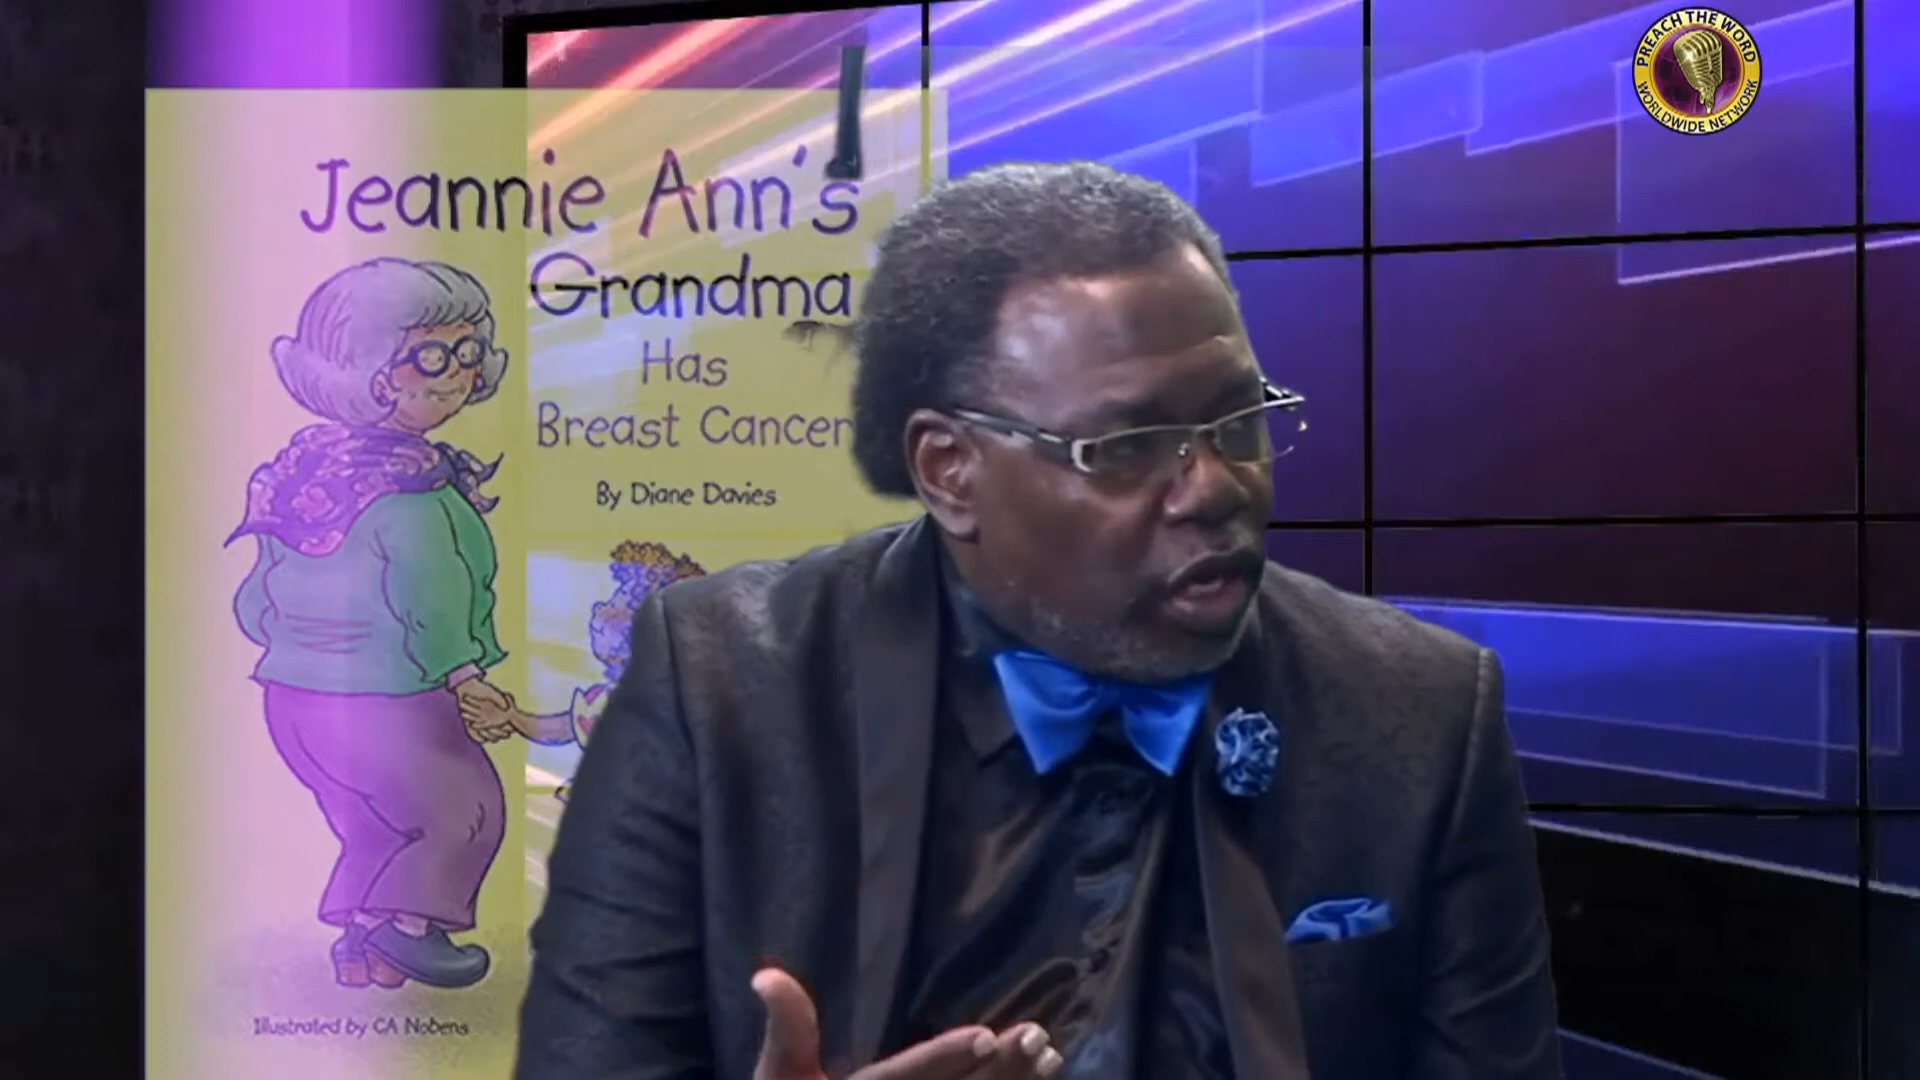 PREACH THE WORD
WORLDWIDE NETWORK
Jeannie Ann's
Grandma
Has
Breast Cancer
By Diane Davies
Illustrated by CA Nobens